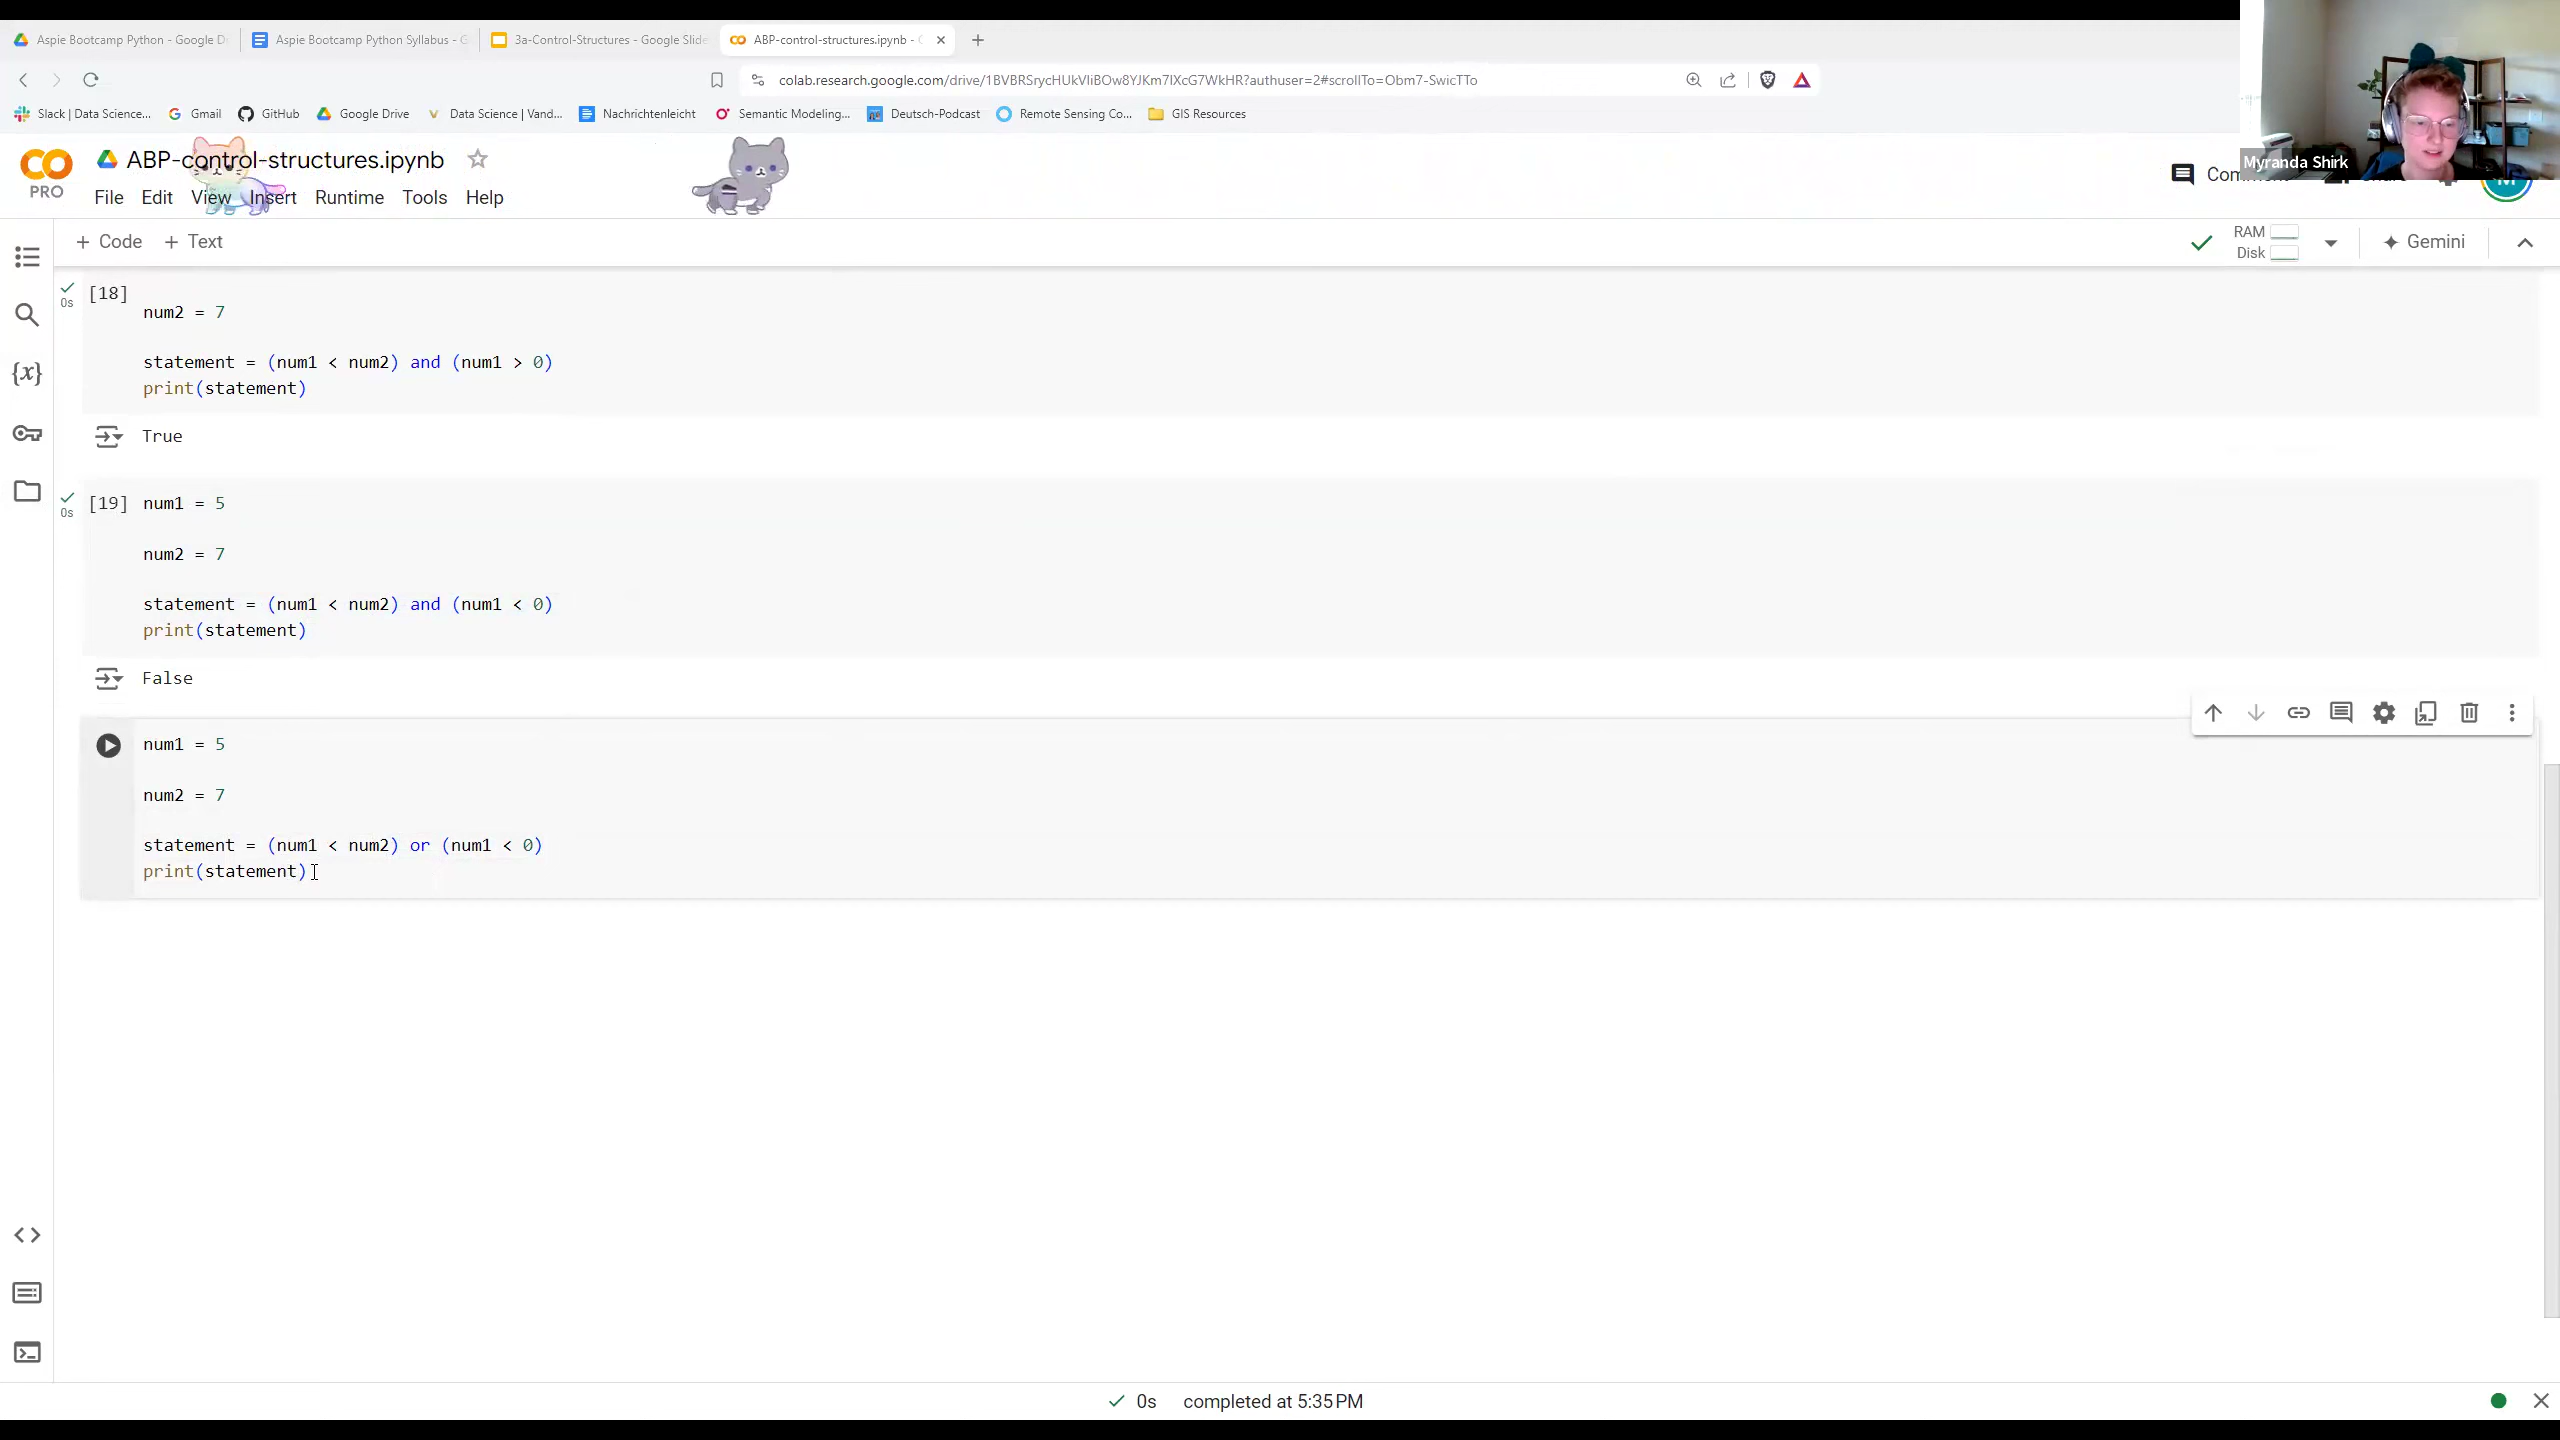 Aspie Bootcamp Python - Google D
Aspie Bootcamp Python Syllabus - G
3a-Control-Structures - Google Slide
ABP-control-structures.ipynb - C
colab.research.google.com/drive/1BVBRSrycHUkVIiBOw8YJKm7lXcG7WkHR?authuser=2#scrollTo=Obm7-SwicTTo
Slack | Data Science...
Gmail
GitHub
Google Drive
Data Science | Vand...
Nachrichtenleicht
Semantic Modeling...
Deutsch-Podcast
Remote Sensing Co...
GIS Resources
CO PRO
ABP-control-structures.ipynb
Myranda Shirk
File Edit View Insert Runtime Tools Help
+ Code + Text
RAM
Disk
Gemini
[18]
0s
num2 = 7
statement = (num1 < num2) and (num1 > 0)
print(statement)
True
[19] num1 = 5
0s
num2 = 7
statement = (num1 < num2) and (num1 < 0)
print(statement)
False
num1 = 5
num2 = 7
statement = (num1 < num2) or (num1 < 0)
print(statement)
0s completed at 5:35 PM